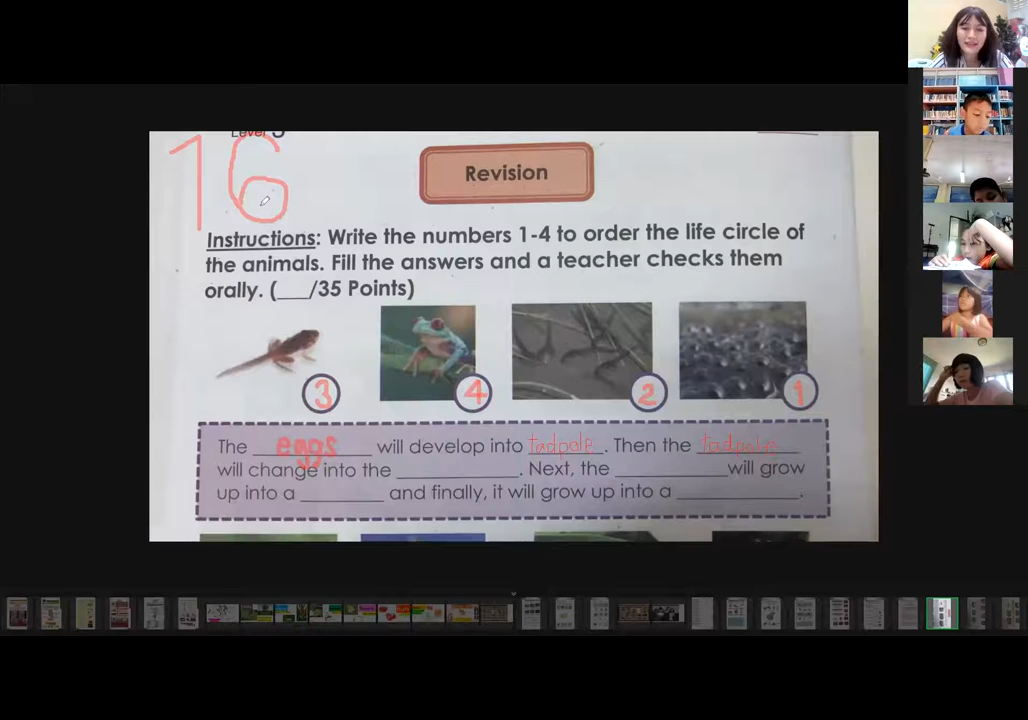 Level 3
16
Revision
Instructions: Write the numbers 1-4 to order the life circle of
the animals. Fill the answers and a teacher checks them
orally. (___/35 Points)
3
4
2
1
The eggs will develop into tadpole. Then the tadpole
will change into the ____________. Next, the ___________will grow
up into a ________ and finally, it will grow up into a ____________.